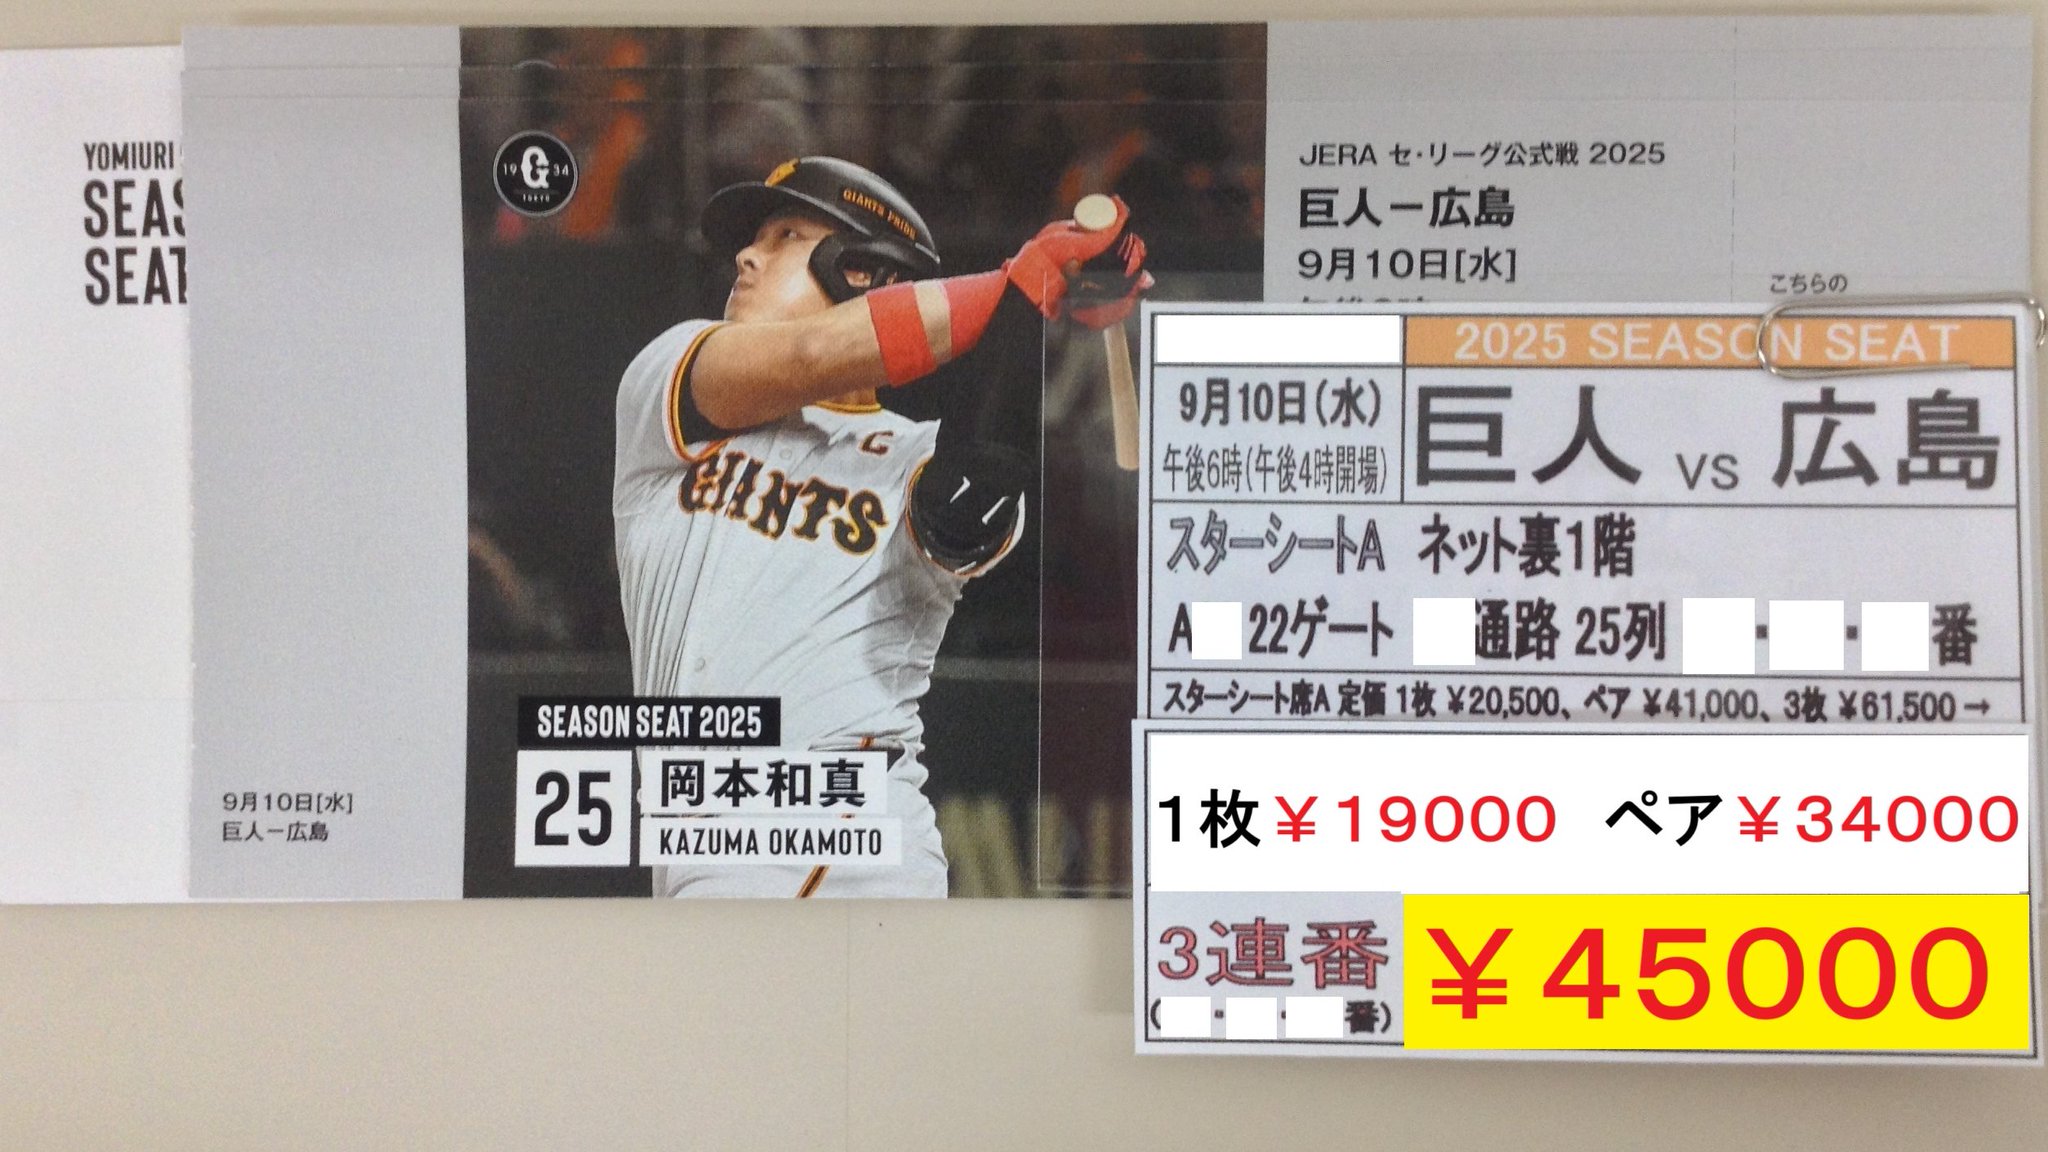 YOMIURI
SEAS
SEAT
19 G 34
TOKYO
GIANTS PRIDE
G
GIANTS
SEASON SEAT 2025
25
岡本和真
KAZUMA OKAMOTO
9月10日[水]
巨人ー広島
JERA セ・リーグ公式戦 2025
巨人ー広島
9月10日[水]
こちらの
2025 SEASON SEAT
9月10日(水)
午後6時(午後4時開場)
巨人 vs 広島
スターシートA ネット裏1階
A 22ゲート 通路 25列 ・ ・ 番
スターシート席A 定価 1枚 ¥20,500、ペア ¥41,000、3枚 ¥61,500→
1枚¥19000 ペア¥34000
3連番 ¥45000
( ・ ・ 番)